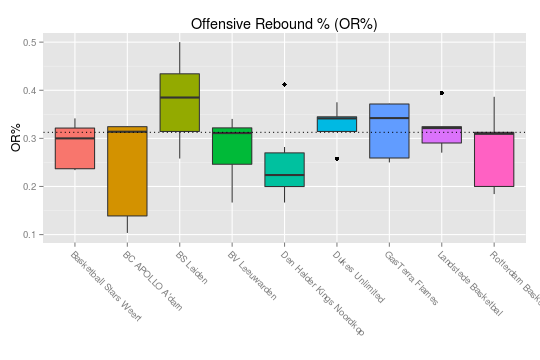 Offensive Rebound % (OR%)
OR%
0.5
0.4
0.3
0.2
0.1
Basketball Stars Weert
BC APOLLO A'dam
BS Leiden
BV Leeuwarden
Den Helder Kings Noordkop
Dukes Unlimited
GasTerra Flames
Landstede Basketbal
Rotterdam Baske